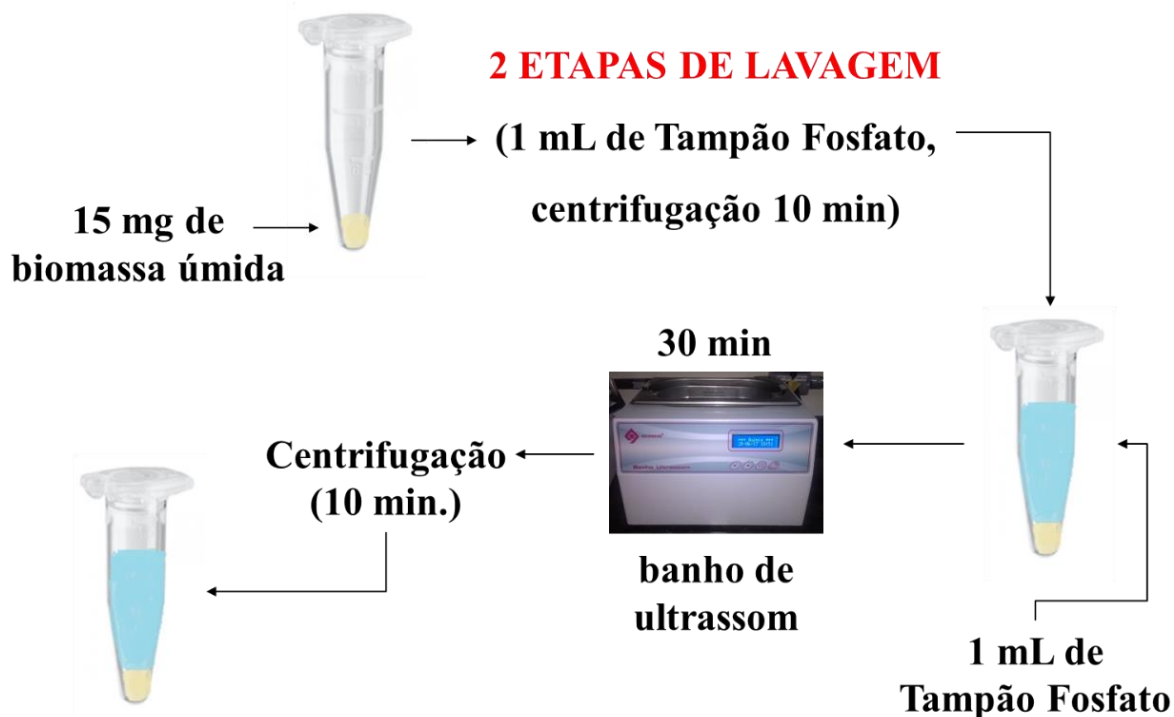 2 ETAPAS DE LAVAGEM
(1 mL de Tampão Fosfato,
centrifugação 10 min)
15 mg de
biomassa úmida
30 min
banho de
ultrassom
Centrifugação
(10 min.)
1 mL de
Tampão Fosfato